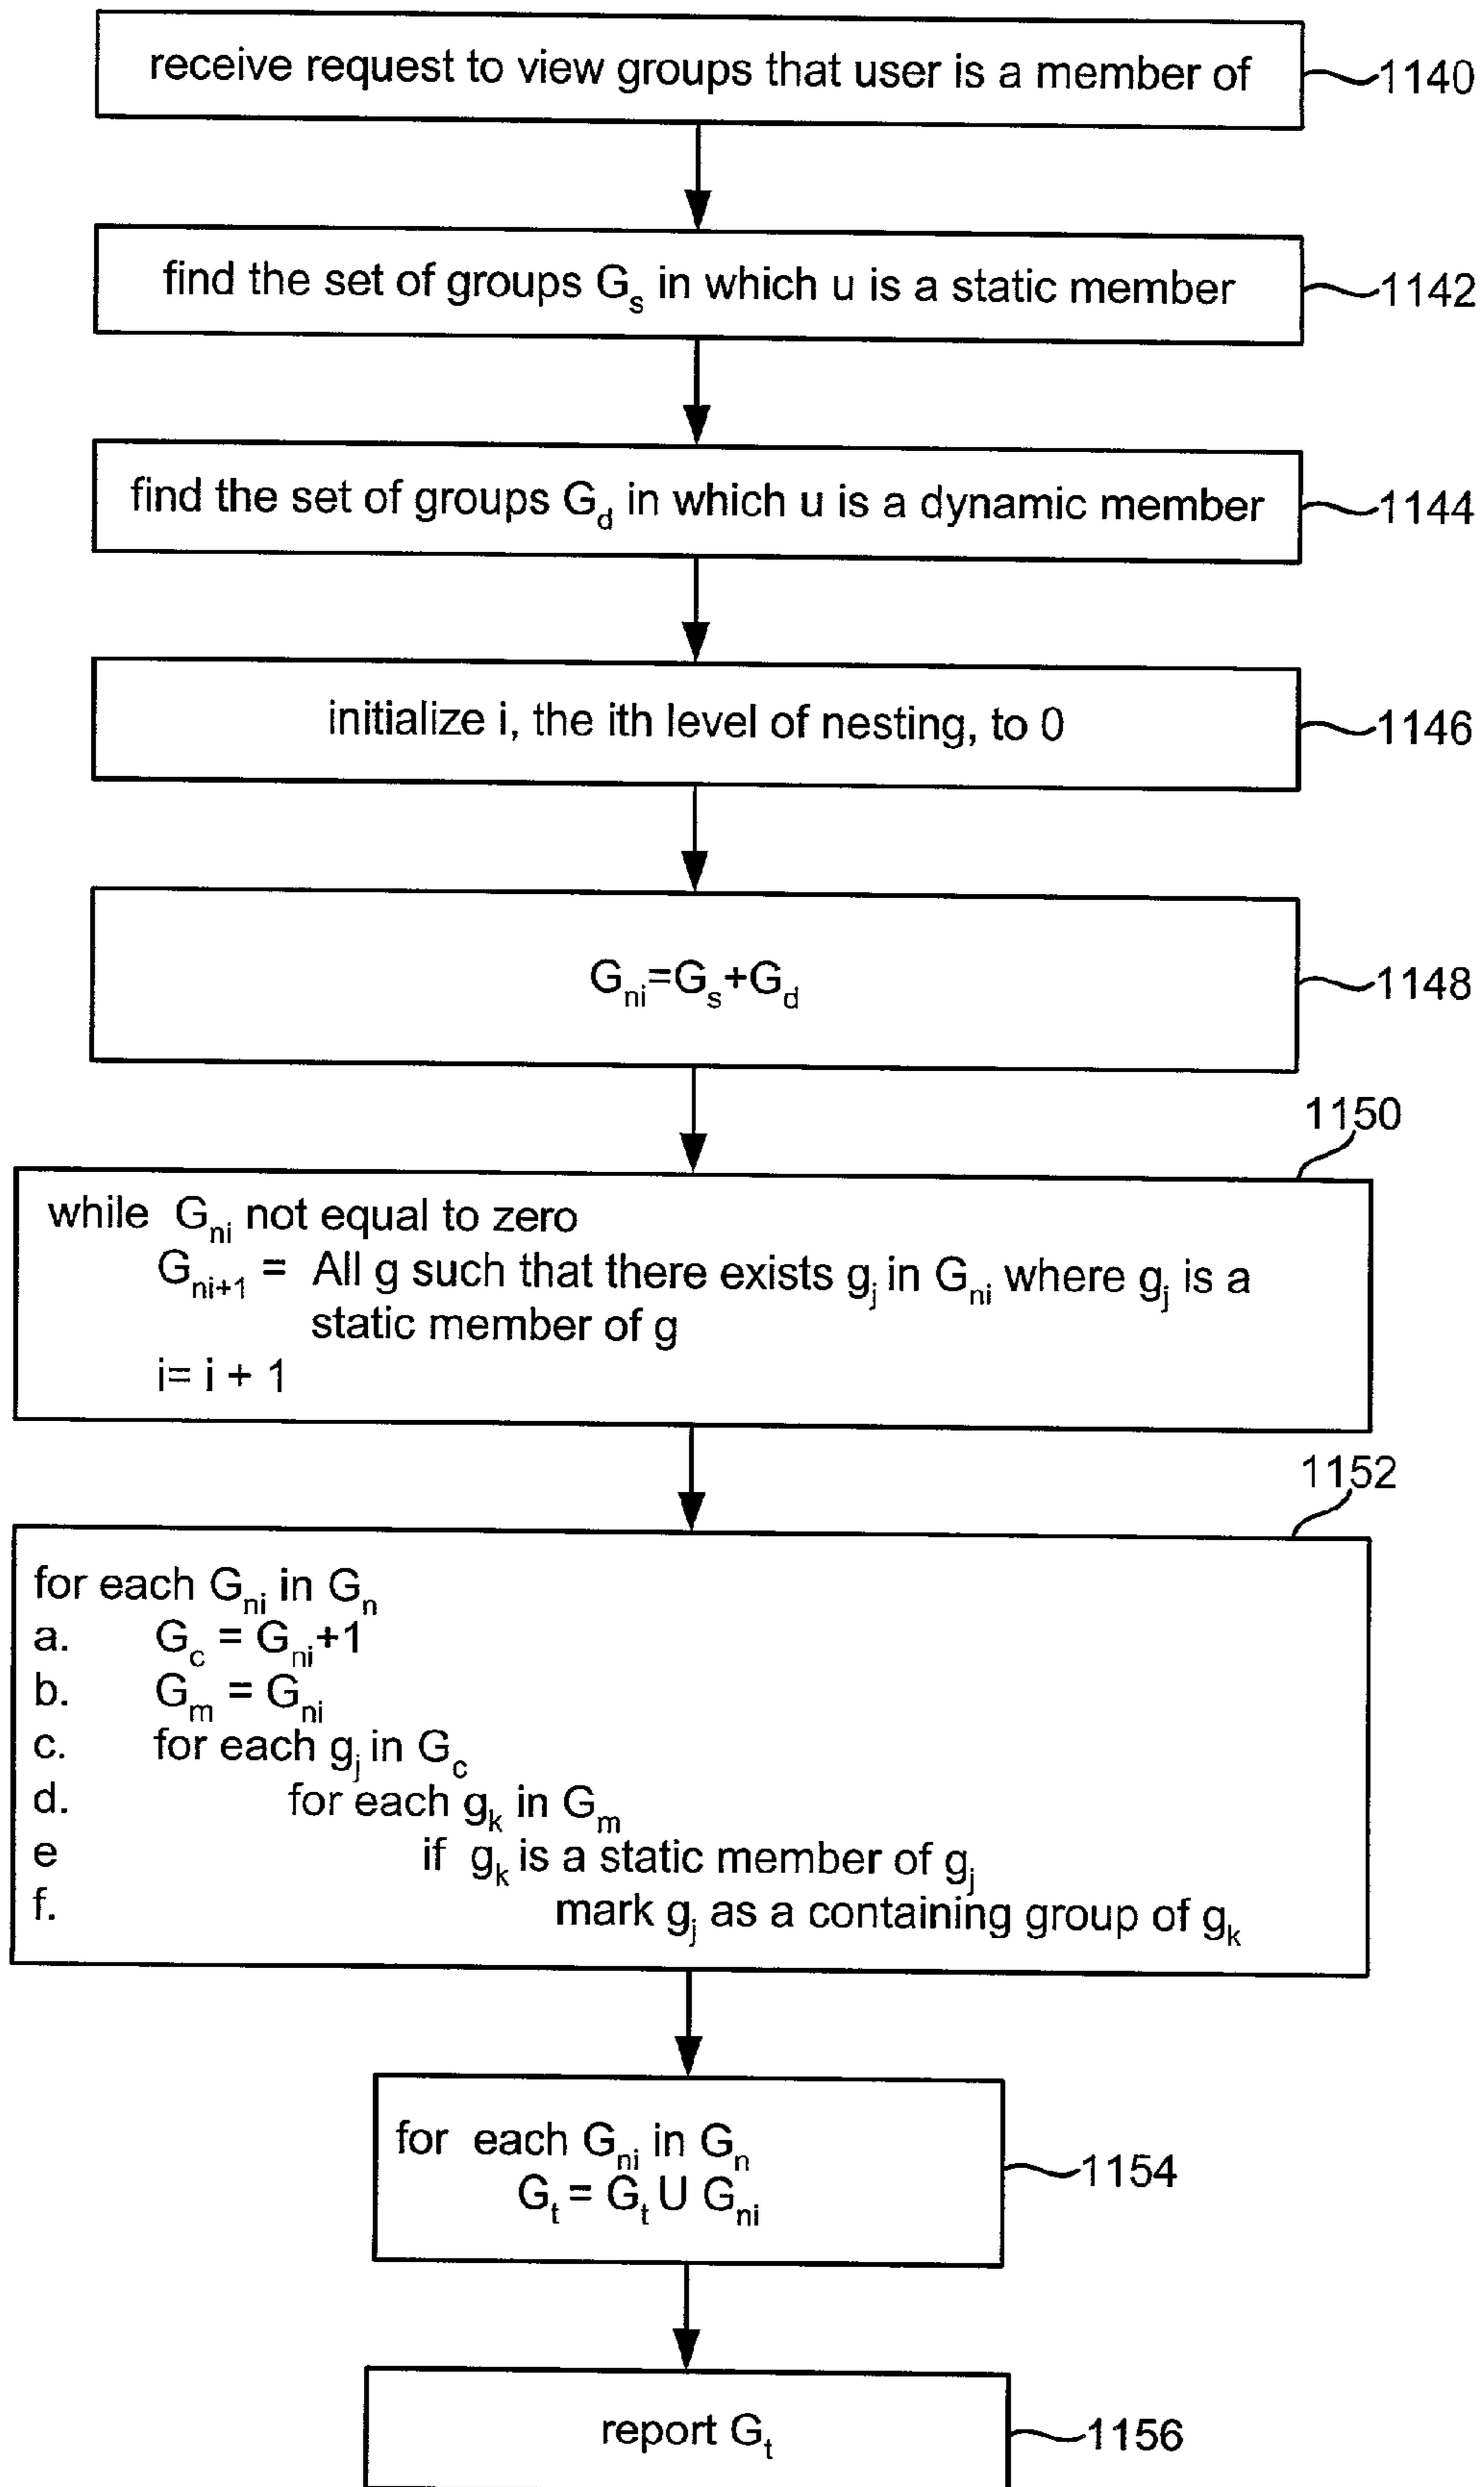 receive request to view groups that user is a member of
1140
find the set of groups Gs in which u is a static member
1142
find the set of groups Gd in which u is a dynamic member
1144
initialize i, the ith level of nesting, to 0
1146
Gni=Gs+Gd
1148
1150
while Gni not equal to zero
Gni+1 = All g such that there exists gj in Gni where gj is a
static member of g
i= i + 1
1152
for each Gni in Gn
a. Gc = Gni+1
b. Gm = Gni
c. for each gj in Gc
d. for each gk in Gm
e if gk is a static member of gj
f. mark gj as a containing group of gk
for each Gni in Gn
Gt = Gt U Gni
1154
report Gt
1156